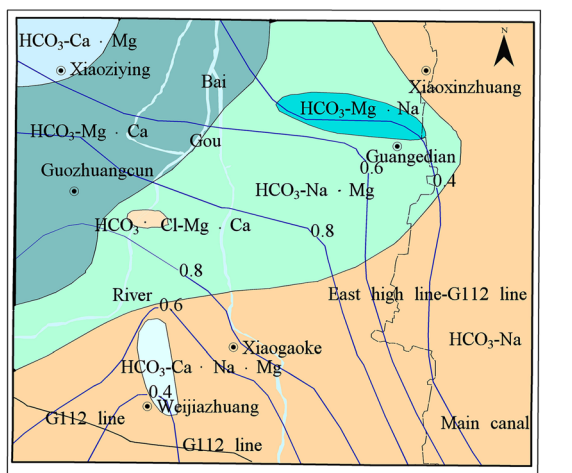 N
HCO₃-Ca · Mg
Xiaoziying
Bai
Xiaoxinzhuang
HCO₃-Mg · Na
HCO₃-Mg · Ca
Gou
Guangedian
0.6
0.4
Guozhuangcun
HCO₃-Na · Mg
HCO₃ · Cl-Mg · Ca
0.8
0.8
River
0.6
East high line-G112 line
HCO₃-Na
Xiaogaoke
HCO₃-Ca · Na · Mg
0.4
Weijiazhuang
G112 line
Main canal
G112 line